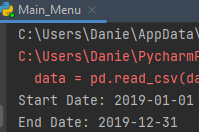 Main_Menu
C:\Users\Danie\AppData\
C:\Users\Danie\Pycharm
data = pd.read_csv(da
Start Date: 2019-01-01
End Date: 2019-12-31